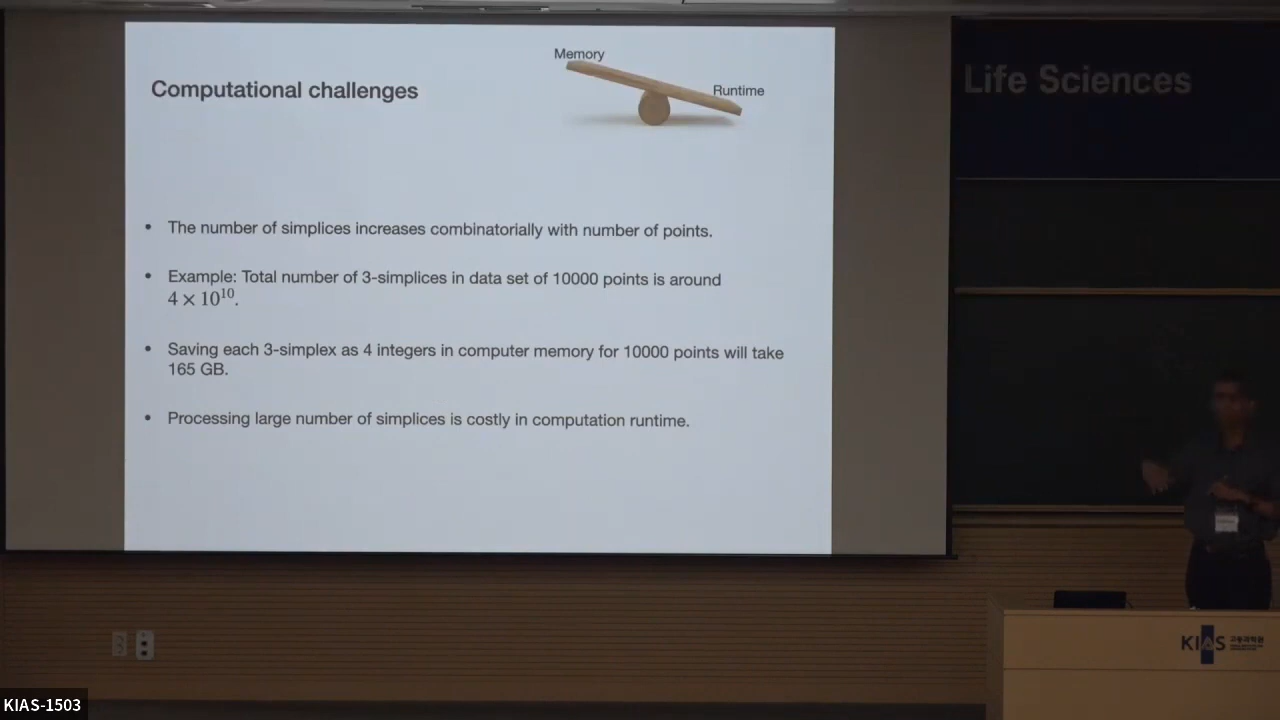 Memory
Life Sciences
Computational challenges
Runtime
• The number of simplices increases combinatorially with number of points.
• Example: Total number of 3-simplices in data set of 10000 points is around
4 × 10¹⁰.
• Saving each 3-simplex as 4 integers in computer memory for 10000 points will take
165 GB.
• Processing large number of simplices is costly in computation runtime.
KIAS 고등과학원
KIAS-1503